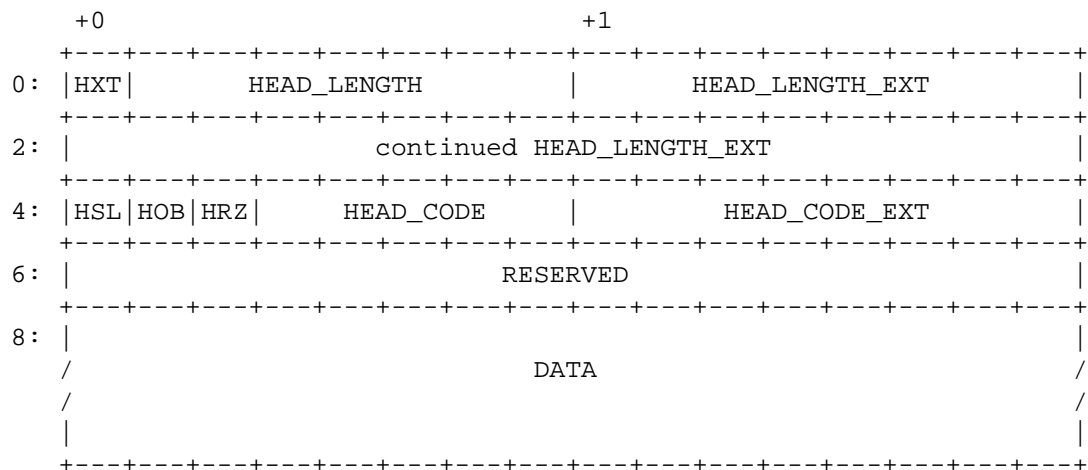 +0 +1
+---+---+---+---+---+---+---+---+---+---+---+---+---+---+---+---+
0: |HXT| HEAD_LENGTH | HEAD_LENGTH_EXT |
+---+---+---+---+---+---+---+---+---+---+---+---+---+---+---+---+
2: | continued HEAD_LENGTH_EXT |
+---+---+---+---+---+---+---+---+---+---+---+---+---+---+---+---+
4: |HSL|HOB|HRZ| HEAD_CODE | HEAD_CODE_EXT |
+---+---+---+---+---+---+---+---+---+---+---+---+---+---+---+---+
6: | RESERVED |
+---+---+---+---+---+---+---+---+---+---+---+---+---+---+---+---+
8: | |
/ DATA /
/ /
| |
+---+---+---+---+---+---+---+---+---+---+---+---+---+---+---+---+